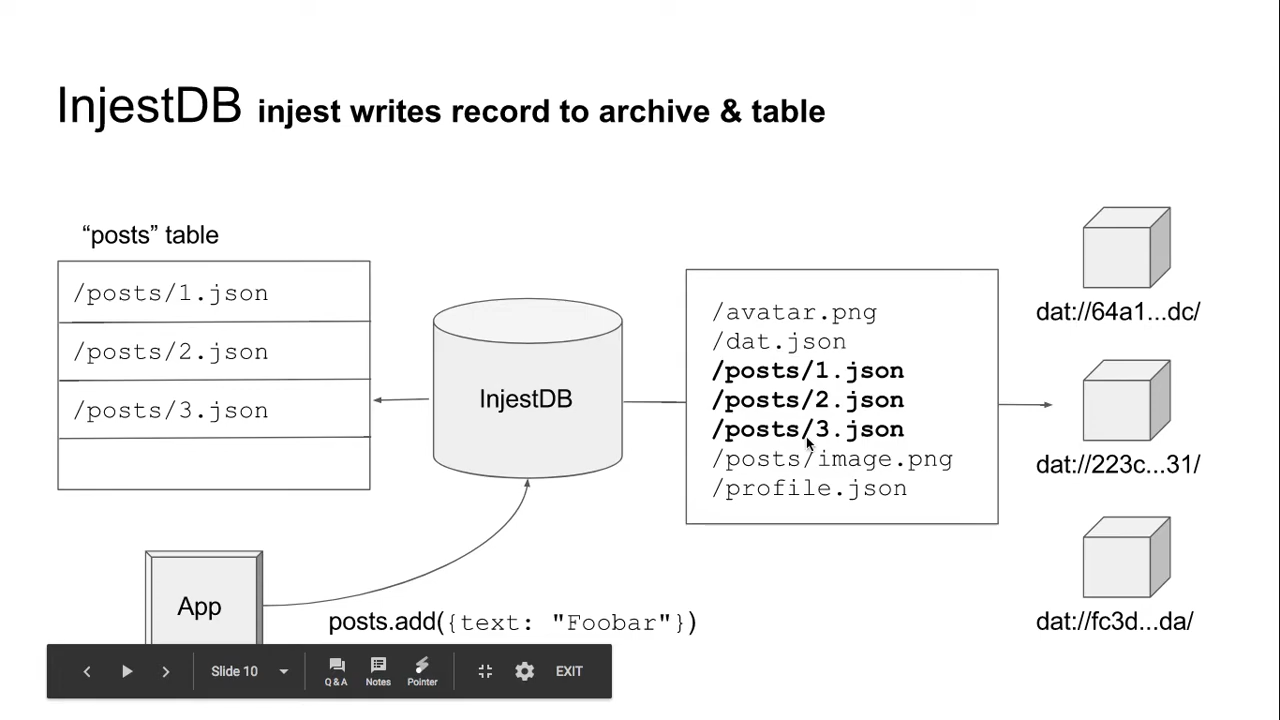 InjestDB injest writes record to archive & table
“posts” table
/posts/1.json
/posts/2.json
/posts/3.json
InjestDB
/avatar.png
/dat.json
/posts/1.json
/posts/2.json
/posts/3.json
/posts/image.png
/profile.json
dat://64a1...dc/
dat://223c...31/
dat://fc3d...da/
App
posts.add({text: "Foobar"})
Slide 10
Q & A
Notes
Pointer
EXIT